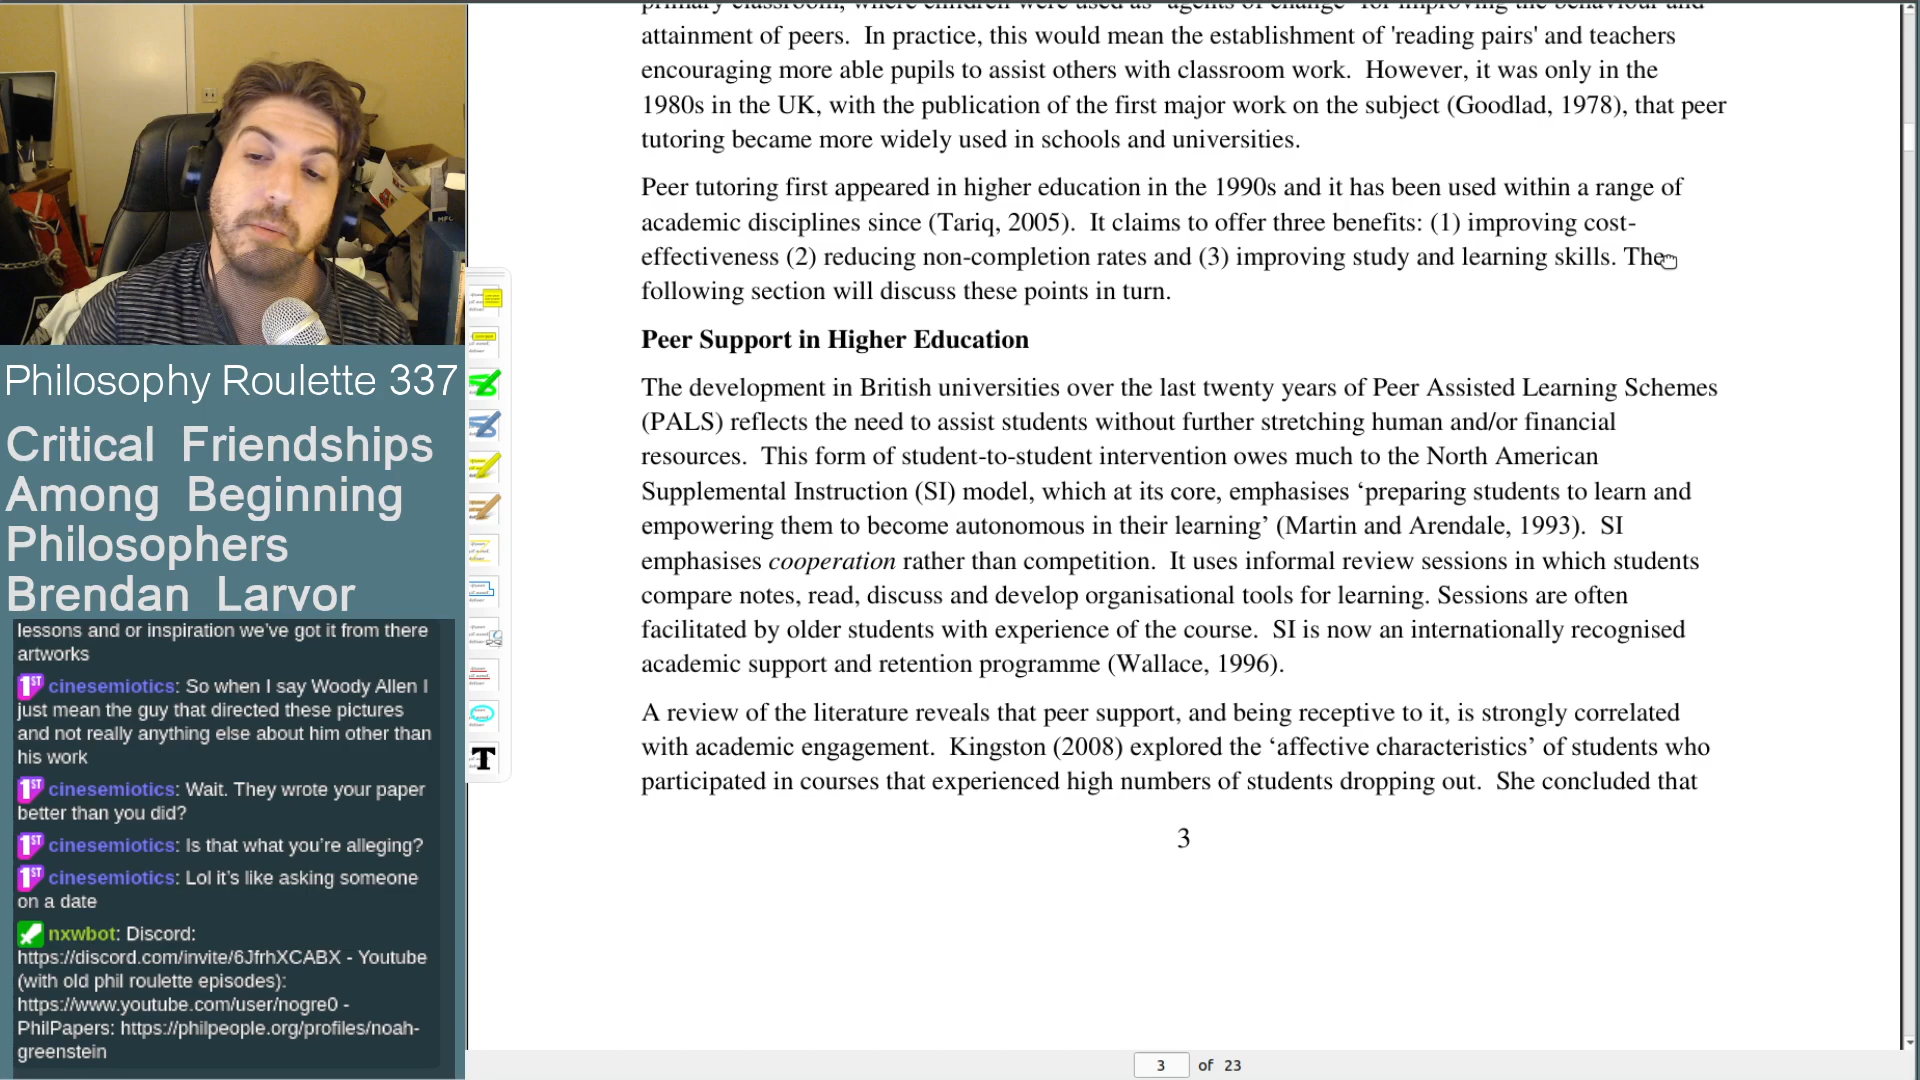 primary classroom, where children were used as 'agents of change' for improving the behaviour and
attainment of peers. In practice, this would mean the establishment of 'reading pairs' and teachers
encouraging more able pupils to assist others with classroom work. However, it was only in the
1980s in the UK, with the publication of the first major work on the subject (Goodlad, 1978), that peer
tutoring became more widely used in schools and universities.
Peer tutoring first appeared in higher education in the 1990s and it has been used within a range of
academic disciplines since (Tariq, 2005). It claims to offer three benefits: (1) improving cost-
effectiveness (2) reducing non-completion rates and (3) improving study and learning skills. The
following section will discuss these points in turn.
Peer Support in Higher Education
The development in British universities over the last twenty years of Peer Assisted Learning Schemes
(PALS) reflects the need to assist students without further stretching human and/or financial
resources. This form of student-to-student intervention owes much to the North American
Supplemental Instruction (SI) model, which at its core, emphasises ‘preparing students to learn and
empowering them to become autonomous in their learning’ (Martin and Arendale, 1993). SI
emphasises cooperation rather than competition. It uses informal review sessions in which students
compare notes, read, discuss and develop organisational tools for learning. Sessions are often
facilitated by older students with experience of the course. SI is now an internationally recognised
academic support and retention programme (Wallace, 1996).
A review of the literature reveals that peer support, and being receptive to it, is strongly correlated
with academic engagement. Kingston (2008) explored the ‘affective characteristics’ of students who
participated in courses that experienced high numbers of students dropping out. She concluded that
3
3 of 23
T
Philosophy Roulette 337
Critical Friendships
Among Beginning
Philosophers
Brendan Larvor
lessons and or inspiration we’ve got it from there
artworks
1ST cinesemiotics: So when I say Woody Allen I
just mean the guy that directed these pictures
and not really anything else about him other than
his work
1ST cinesemiotics: Wait. They wrote your paper
better than you did?
1ST cinesemiotics: Is that what you’re alleging?
1ST cinesemiotics: Lol it’s like asking someone
on a date
nxwbot: Discord:
https://discord.com/invite/6JfrhXCABX - Youtube
(with old phil roulette episodes):
https://www.youtube.com/user/nogre0 -
PhilPapers: https://philpeople.org/profiles/noah-
greenstein